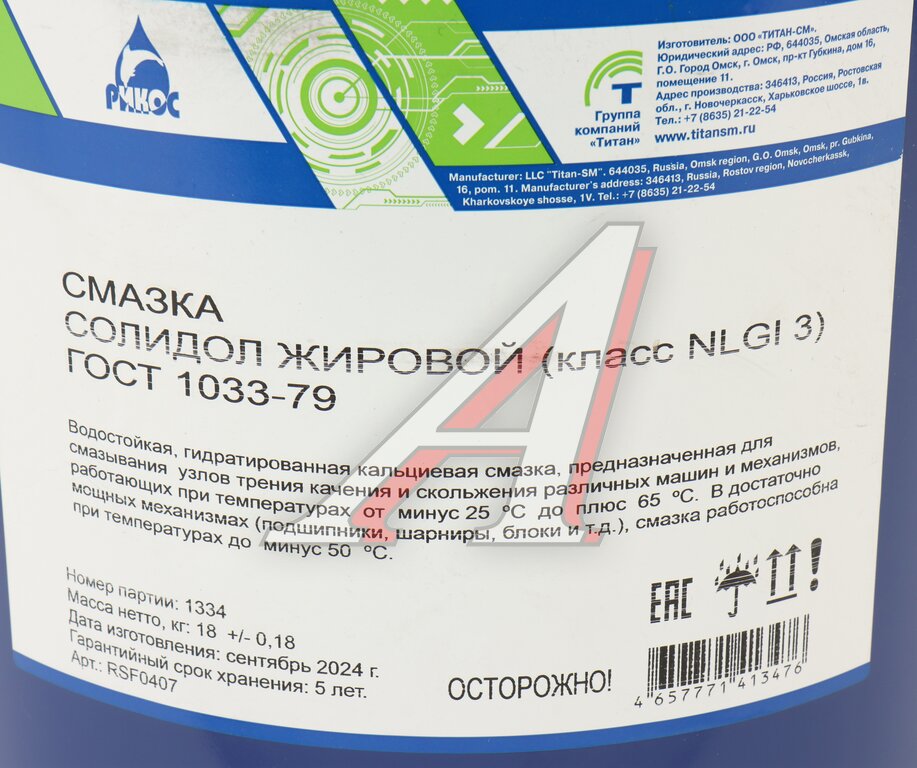 РИКОС
Группа
компаний
«Титан»
Изготовитель: ООО «ТИТАН-СМ».
Юридический адрес: РФ, 644035, Омская область,
Г.О. Город Омск, г. Омск, пр-кт Губкина, дом 16,
помещение 11.
Адрес производства: 346413, Россия, Ростовская
обл., г. Новочеркасск, Харьковское шоссе, 1в.
Тел.: +7 (8635) 21-22-54
www.titansm.ru
Manufacturer: LLC "Titan-SM". 644035, Russia, Omsk region, G.O. Omsk, Omsk, pr. Gubkina,
16, pom. 11. Manufacturer`s address: 346413, Russia, Rostov region, Novocherkassk,
Kharkovskoye shosse, 1V. Tel.: +7 (8635) 21-22-54
СМАЗКА
СОЛИДОЛ ЖИРОВОЙ (класс NLGI 3)
ГОСТ 1033-79
Водостойкая, гидратированная кальциевая смазка, предназначенная для
смазывания узлов трения качения и скольжения различных машин и механизмов,
работающих при температурах от минус 25 ºС до плюс 65 ºС. В достаточно
мощных механизмах (подшипники, шарниры, блоки и т.д.), смазка работоспособна
при температурах до минус 50 ºС.
Номер партии: 1334
Масса нетто, кг: 18 +/- 0,18
Дата изготовления: сентябрь 2024 г.
Гарантийный срок хранения: 5 лет.
Арт.: RSF0407
ОСТОРОЖНО!
EAC
4 657771 413476